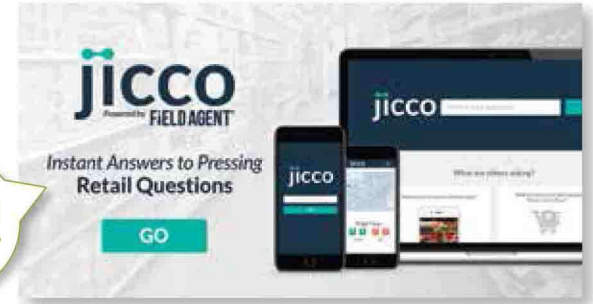 jicco
Powered by FiELD AGENT®
Instant Answers to Pressing
Retail Questions
GO
jicco
jicco
What are others asking?